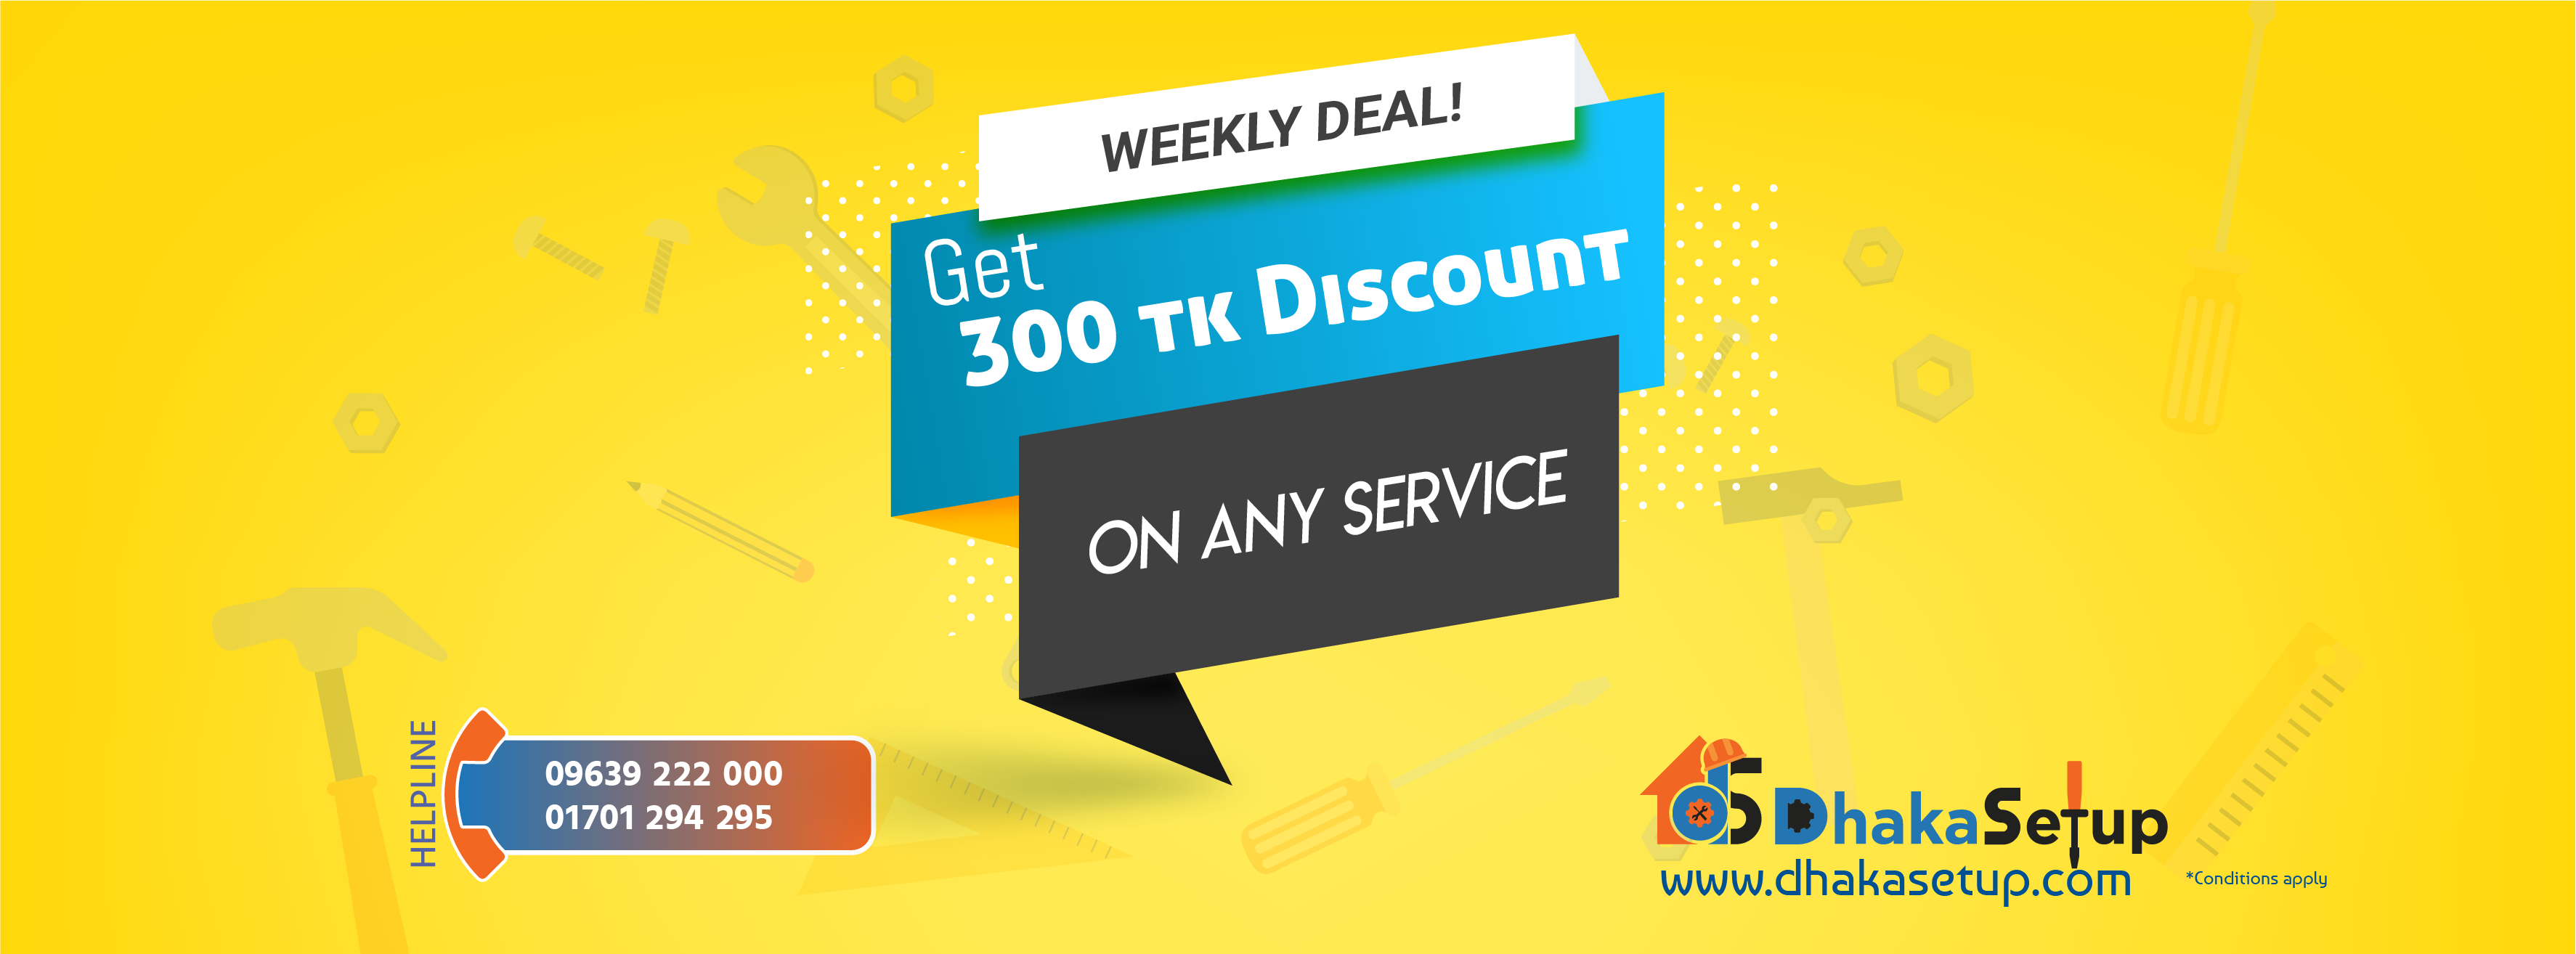 WEEKLY DEAL!
Get
300 TK Discount
ON ANY SERVICE
HELPLINE
09639 222 000
01701 294 295
dS DhakaSetup
www.dhakasetup.com
*Conditions apply